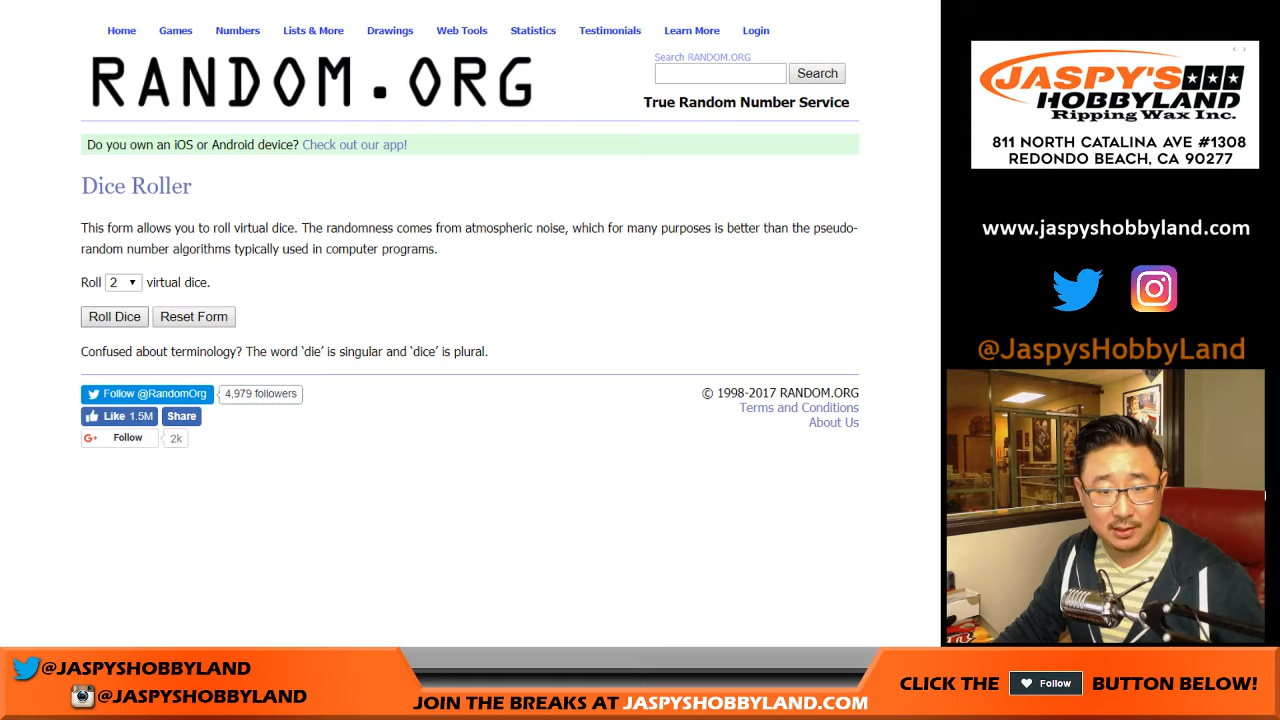 Home Games Numbers Lists & More Drawings Web Tools Statistics Testimonials Learn More Login
RANDOM.ORG
Search RANDOM.ORG
Search
True Random Number Service
Do you own an iOS or Android device? Check out our app!
Dice Roller
This form allows you to roll virtual dice. The randomness comes from atmospheric noise, which for many purposes is better than the pseudo-
random number algorithms typically used in computer programs.
Roll 2 virtual dice.
Roll Dice Reset Form
Confused about terminology? The word ‘die’ is singular and ‘dice’ is plural.
Follow @RandomOrg 4,979 followers
Like 1.5M Share
G+ Follow 2k
© 1998-2017 RANDOM.ORG
Terms and Conditions
About Us
JASPY'S
HOBBYLAND
Ripping Wax Inc.
811 NORTH CATALINA AVE #1308
REDONDO BEACH, CA 90277
www.jaspyshobbyland.com
@JaspysHobbyLand
@JASPYSHOBBYLAND
@JASPYSHOBBYLAND
JOIN THE BREAKS AT JASPYSHOBBYLAND.COM
CLICK THE Follow BUTTON BELOW!